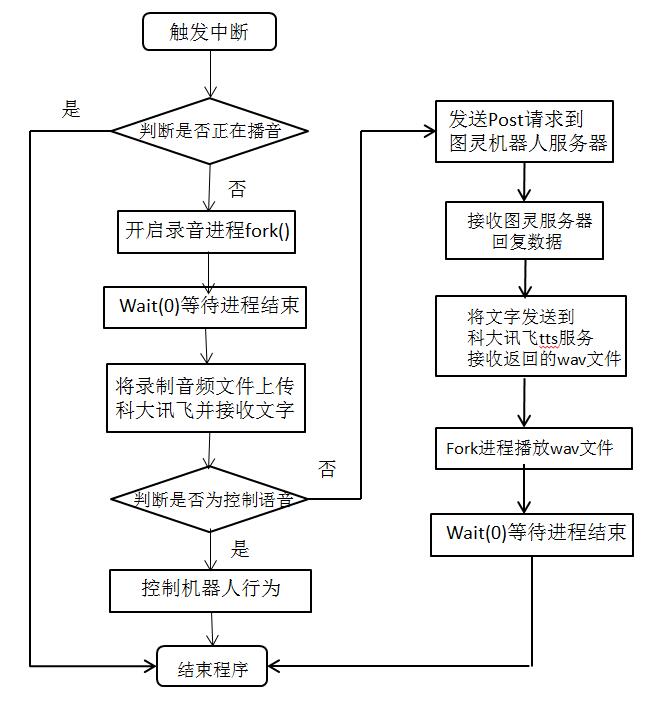 触发中断
是
判断是否正在播音
否
开启录音进程fork()
Wait(0)等待进程结束
将录制音频文件上传
科大讯飞并接收文字
否
判断是否为控制语音
是
控制机器人行为
结束程序
发送Post请求到
图灵机器人服务器
接收图灵服务器
回复数据
将文字发送到
科大讯飞tts服务
接收返回的wav文件
Fork进程播放wav文件
Wait(0)等待进程结束